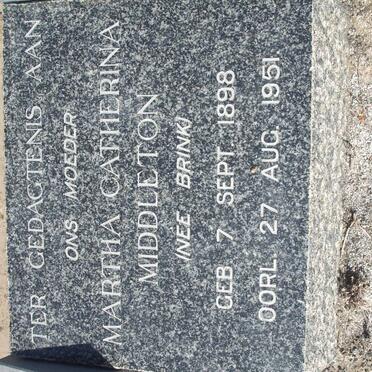 TER GEDAGTENIS AAN
ONS MOEDER
MARTHA CATHERINA
MIDDLETON
(NEE BRINK)
GEB 7 SEPT 1898
OORL. 27 AUG. 1951.